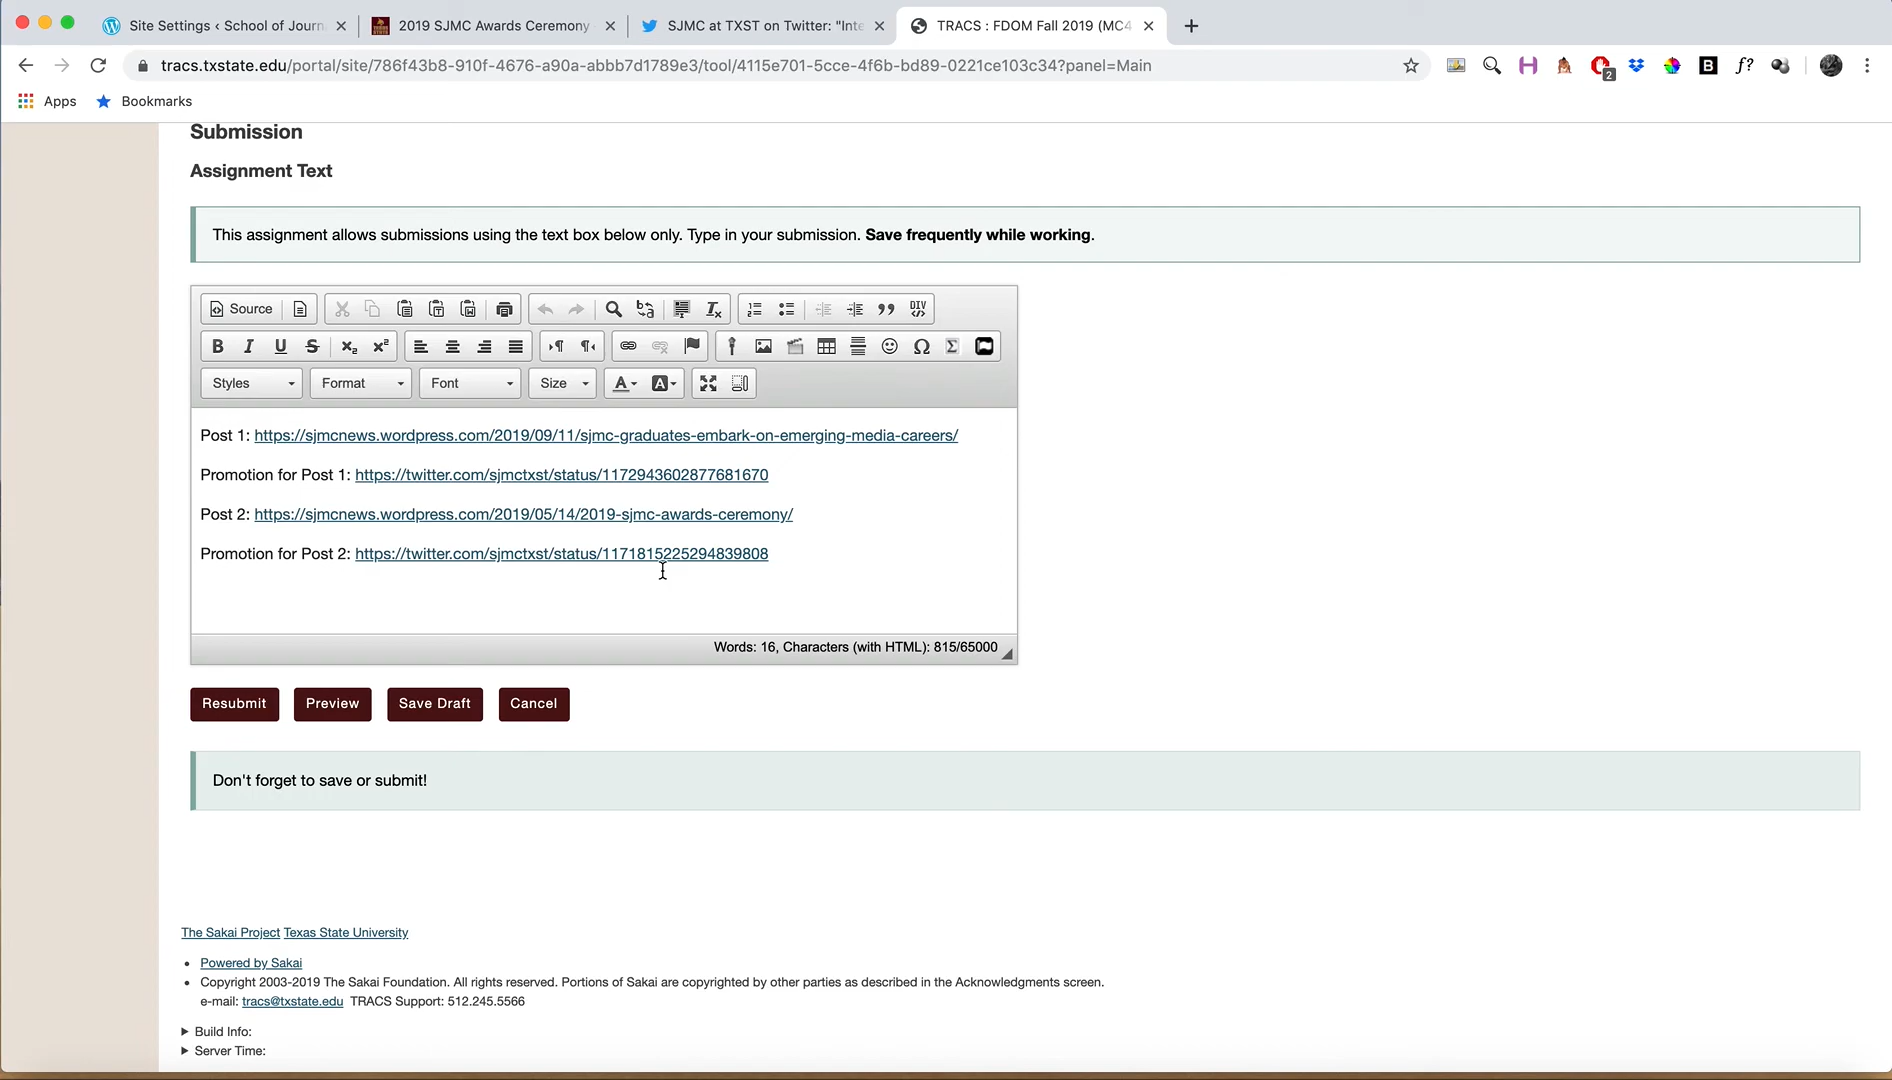 Site Settings ‹ School of Journ
2019 SJMC Awards Ceremony
SJMC at TXST on Twitter: "Inte
TRACS : FDOM Fall 2019 (MC4
tracs.txstate.edu/portal/site/786f43b8-910f-4676-a90a-abbb7d1789e3/tool/4115e701-5cce-4f6b-bd89-0221ce103c34?panel=Main
2
B
f?
Apps
Bookmarks
Submission
Assignment Text
This assignment allows submissions using the text box below only. Type in your submission. Save frequently while working.
Source
DIV
B I U S x₂ x²
Styles
Format
Font
Size
A
A
Post 1: https://sjmcnews.wordpress.com/2019/09/11/sjmc-graduates-embark-on-emerging-media-careers/
Promotion for Post 1: https://twitter.com/sjmctxst/status/1172943602877681670
Post 2: https://sjmcnews.wordpress.com/2019/05/14/2019-sjmc-awards-ceremony/
Promotion for Post 2: https://twitter.com/sjmctxst/status/1171815225294839808
Words: 16, Characters (with HTML): 815/65000
Resubmit
Preview
Save Draft
Cancel
Don't forget to save or submit!
The Sakai Project Texas State University
Powered by Sakai
Copyright 2003-2019 The Sakai Foundation. All rights reserved. Portions of Sakai are copyrighted by other parties as described in the Acknowledgments screen.
e-mail: tracs@txstate.edu TRACS Support: 512.245.5566
Build Info:
Server Time: